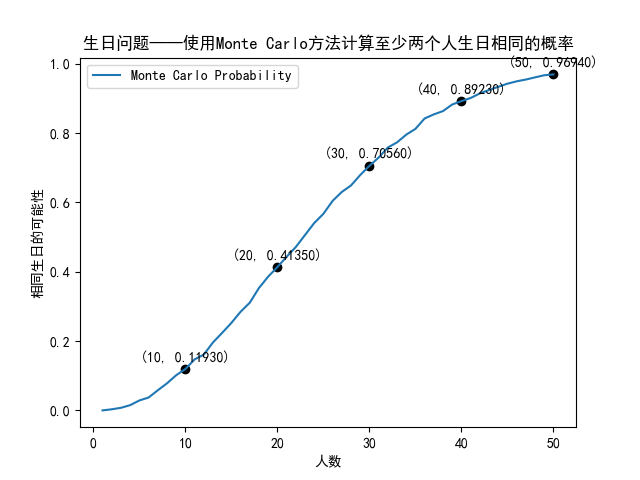 生日问题——使用Monte Carlo方法计算至少两个人生日相同的概率
Monte Carlo Probability
(50, 0.96940)
(40, 0.89230)
(30, 0.70560)
(20, 0.41350)
(10, 0.11930)
相同生日的可能性
1.0
0.8
0.6
0.4
0.2
0.0
0 10 20 30 40 50
人数